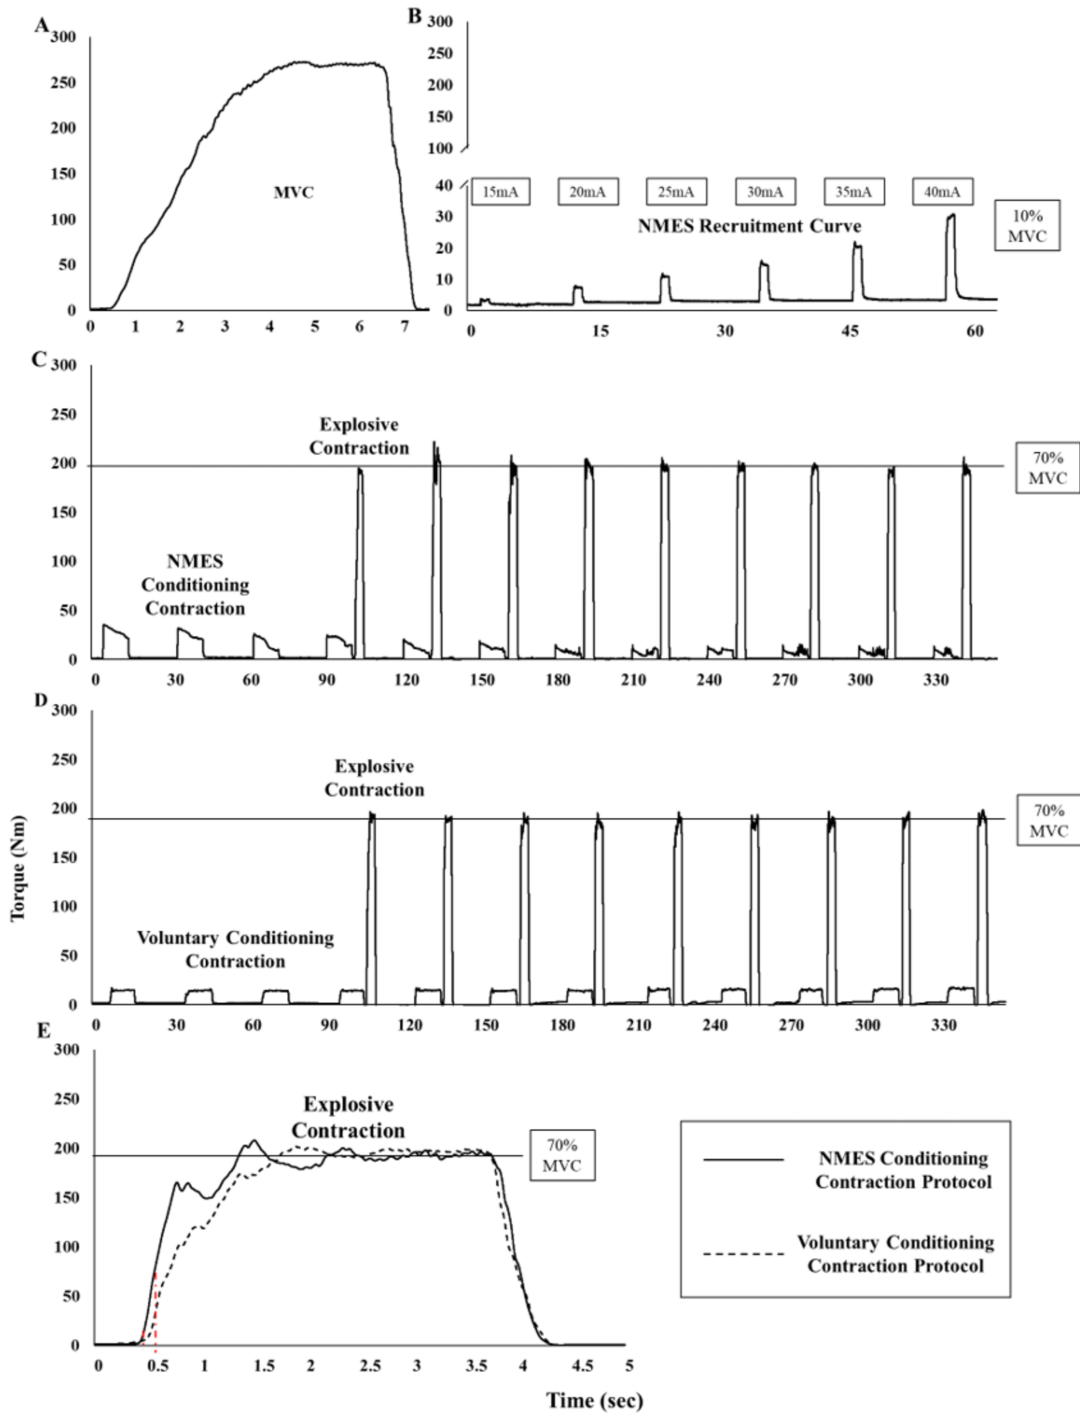 A
300
250
200
150
100
50
0
MVC
0 1 2 3 4 5 6 7
B
300
250
200
150
100
40
30
20
10
0
15mA 20mA 25mA 30mA 35mA 40mA
NMES Recruitment Curve
10%
MVC
0 15 30 45 60
C
300
250
200
150
100
50
0
Explosive
Contraction
70%
MVC
NMES
Conditioning
Contraction
0 30 60 90 120 150 180 210 240 270 300 330
D
300
250
200
150
100
50
0
Explosive
Contraction
70%
MVC
Torque (Nm)
Voluntary Conditioning
Contraction
0 30 60 90 120 150 180 210 240 270 300 330
E
300
250
200
150
100
50
0
Explosive
Contraction
70%
MVC
0 0.5 1 1.5 2 2.5 3 3.5 4 4.5 5
Time (sec)
NMES Conditioning
Contraction Protocol
Voluntary Conditioning
Contraction Protocol